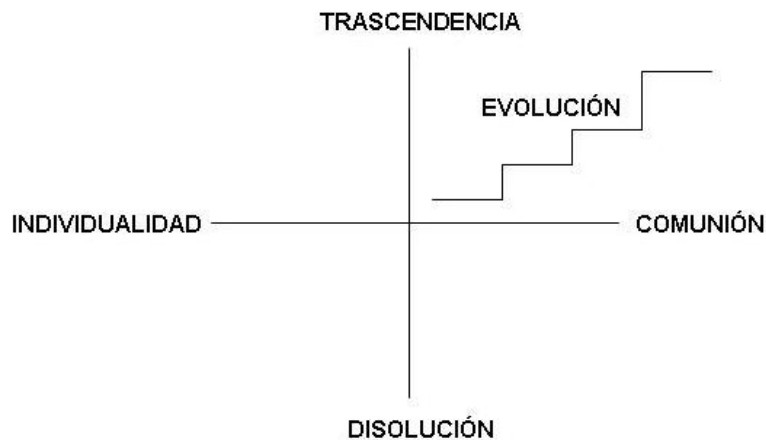 TRASCENDENCIA
EVOLUCIÓN
INDIVIDUALIDAD
COMUNIÓN
DISOLUCIÓN